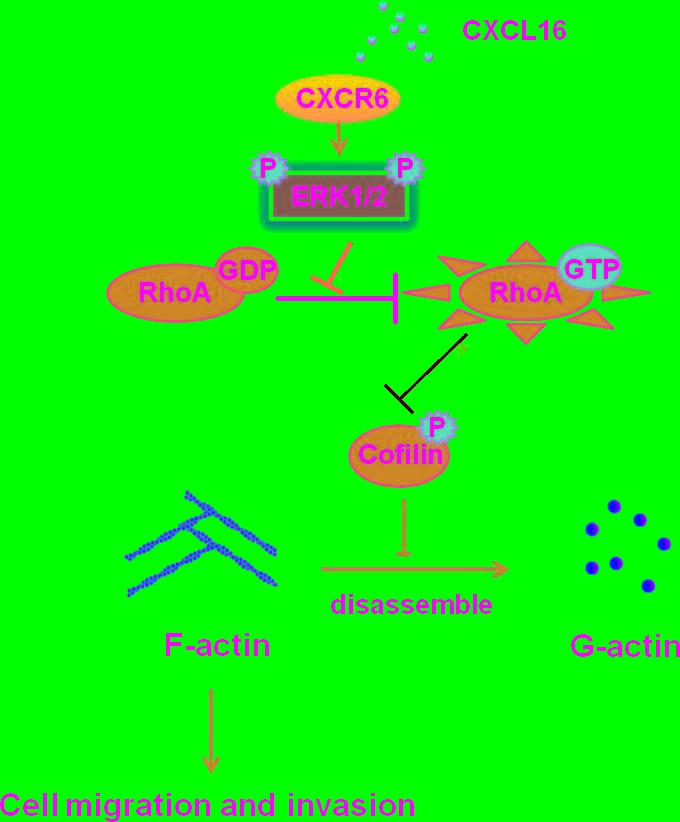 CXCL16
CXCR6
P P
ERK1/2
GDP
RhoA
GTP
RhoA
P
Cofilin
disassemble
F-actin
G-actin
Cell migration and invasion